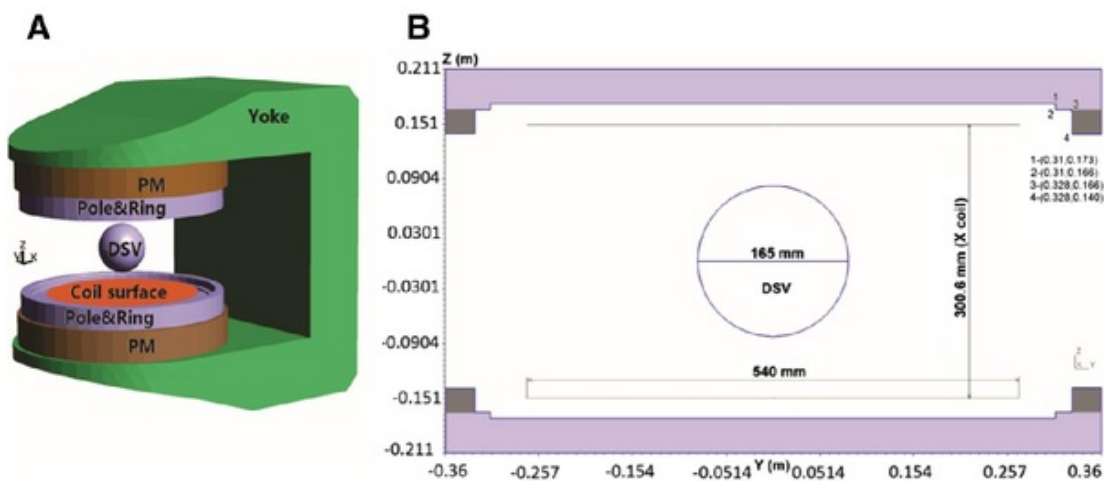 A
Yoke
PM
Pole&Ring
DSV
Z
Y X
Coil surface
Pole&Ring
PM
B
Z (m)
0.211
0.151
0.0904
0.0301
-0.0301
-0.0904
-0.151
-0.211
1
2
3
4
1-(0.31,0.173)
2-(0.31,0.166)
3-(0.328,0.166)
4-(0.328,0.140)
165 mm
DSV
300.6 mm (X coil)
540 mm
Z
X Y
-0.36 -0.257 -0.154 -0.0514 Y (m) 0.0514 0.154 0.257 0.36